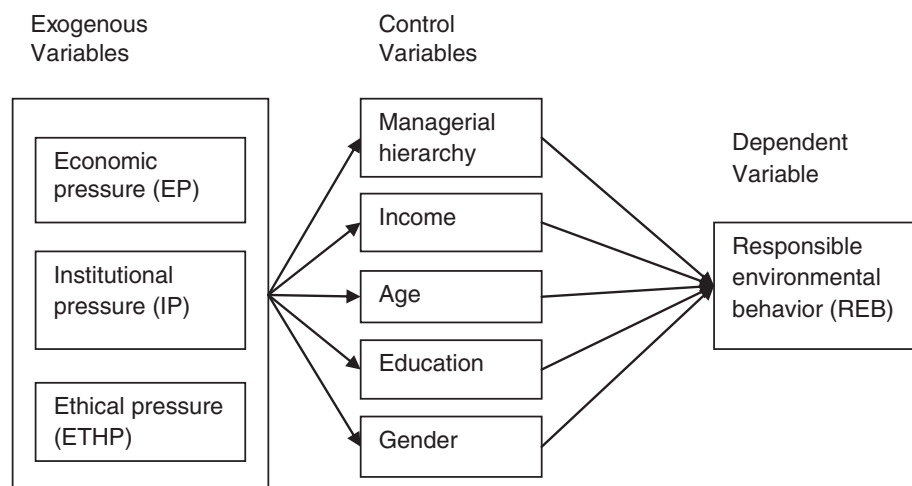 Exogenous
Variables
Economic
pressure (EP)
Institutional
pressure (IP)
Ethical pressure
(ETHP)
Control
Variables
Managerial
hierarchy
Income
Age
Education
Gender
Dependent
Variable
Responsible
environmental
behavior (REB)